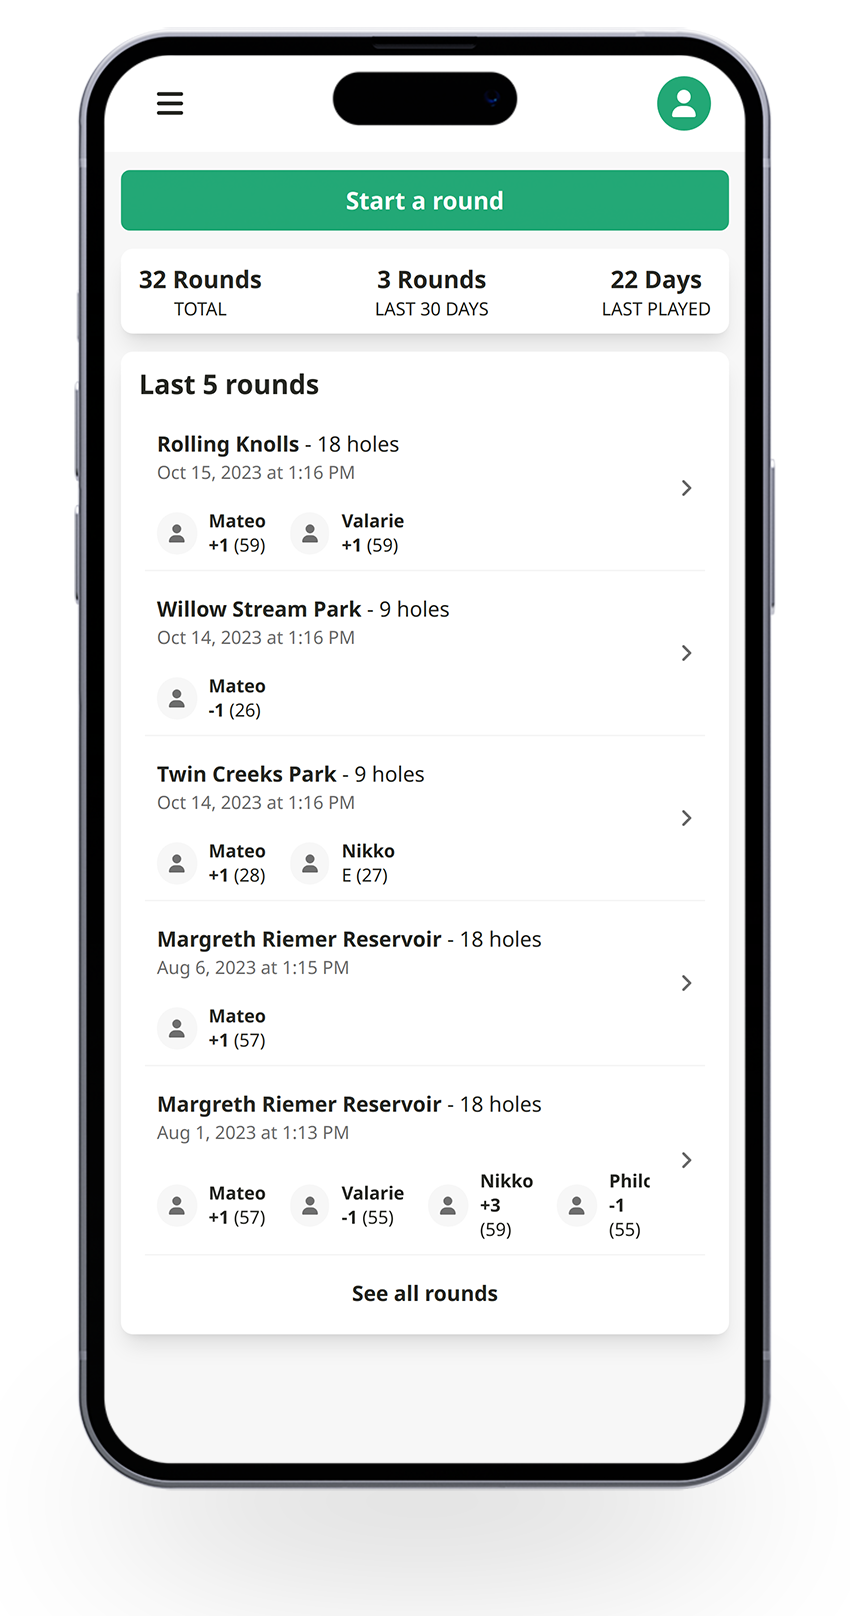 Start a round
32 Rounds
TOTAL
3 Rounds
LAST 30 DAYS
22 Days
LAST PLAYED
Last 5 rounds
Rolling Knolls - 18 holes
Oct 15, 2023 at 1:16 PM
Mateo
+1 (59)
Valarie
+1 (59)
Willow Stream Park - 9 holes
Oct 14, 2023 at 1:16 PM
Mateo
-1 (26)
Twin Creeks Park - 9 holes
Oct 14, 2023 at 1:16 PM
Mateo
+1 (28)
Nikko
E (27)
Margreth Riemer Reservoir - 18 holes
Aug 6, 2023 at 1:15 PM
Mateo
+1 (57)
Margreth Riemer Reservoir - 18 holes
Aug 1, 2023 at 1:13 PM
Mateo
+1 (57)
Valarie
-1 (55)
Nikko
+3
(59)
-1
(55)
See all rounds